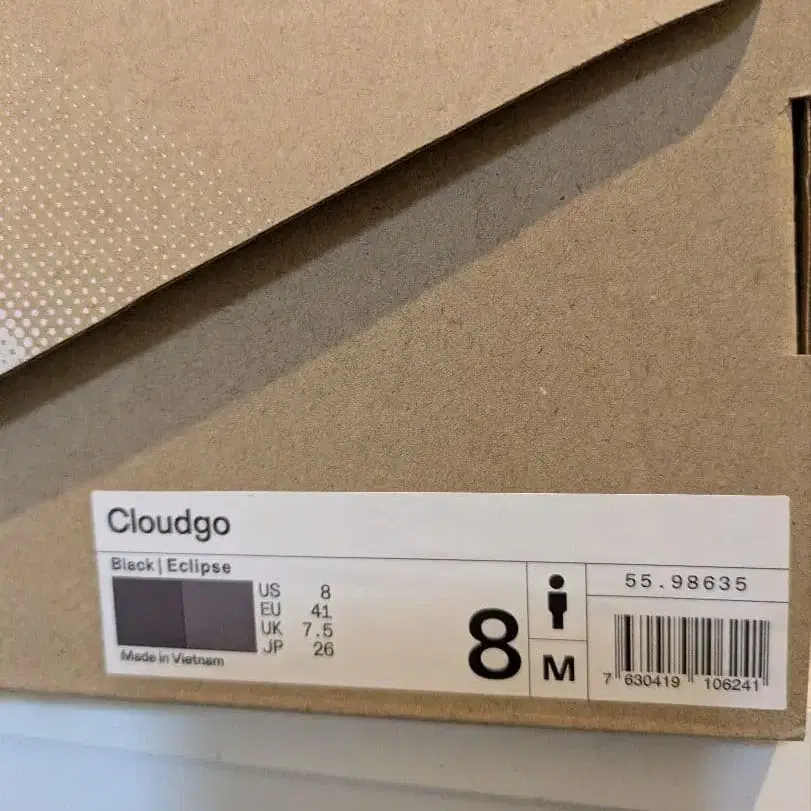 Cloudgo
Black | Eclipse
US 8
EU 41
UK 7.5
JP 26
Made in Vietnam
8
M
55.98635
7 630419 106241